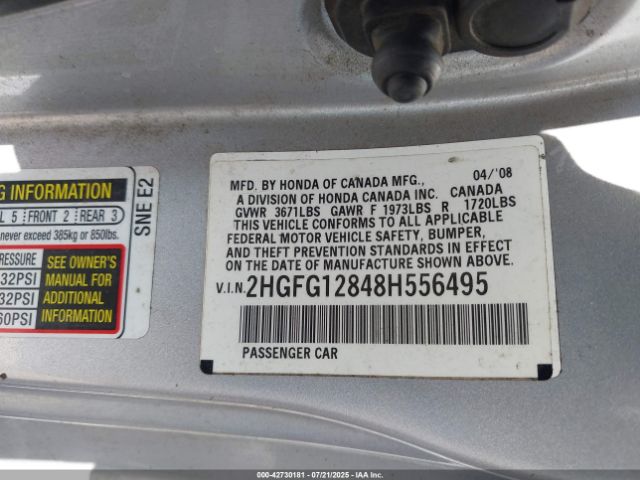 G INFORMATION
L 5 FRONT 2 REAR 3
never exceed 385kg or 850lbs.
PRESSURE
32PSI
32PSI
60PSI
SEE OWNER'S
MANUAL FOR
ADDITIONAL
INFORMATION
SNE E2
MFD. BY HONDA OF CANADA MFG., 04/'08
A DIVISION OF HONDA CANADA INC. CANADA
GVWR 3671LBS GAWR F 1973LBS R 1720LBS
THIS VEHICLE CONFORMS TO ALL APPLICABLE
FEDERAL MOTOR VEHICLE SAFETY, BUMPER,
AND THEFT PREVENTION STANDARDS IN EFFECT
ON THE DATE OF MANUFACTURE SHOWN ABOVE.
V.I.N. 2HGFG12848H556495
PASSENGER CAR
000-42730181 - 07/21/2025 - IAAI.COM